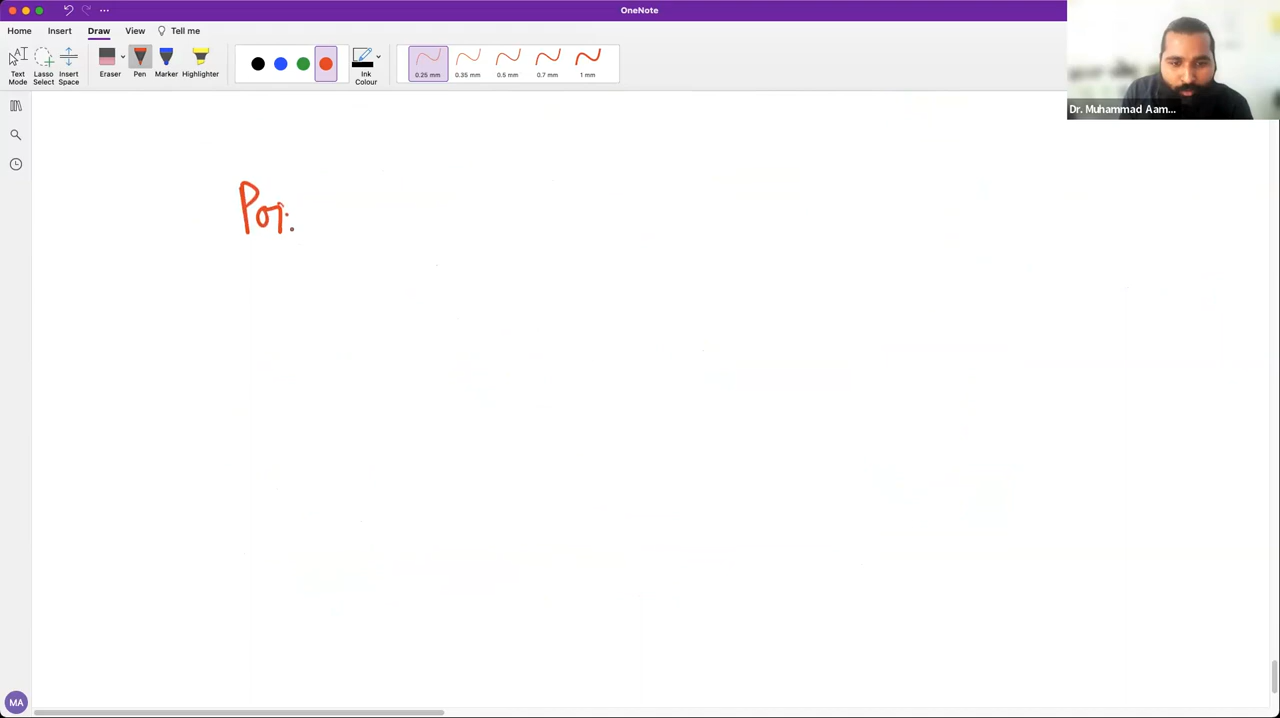 OneNote
Home Insert Draw View Tell me
Text Mode
Lasso Select
Insert Space
Eraser
Pen
Marker
Highlighter
Ink Colour
0.25 mm
0.35 mm
0.5 mm
0.7 mm
1 mm
Dr. Muhammad Aam...
MA